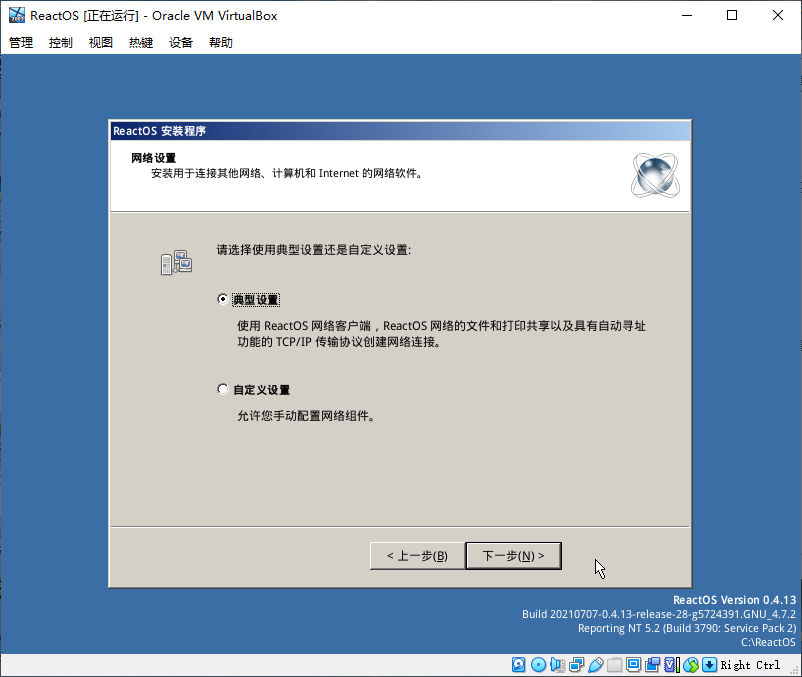 ReactOS [正在运行] - Oracle VM VirtualBox
管理 控制 视图 热键 设备 帮助
ReactOS 安装程序
网络设置
安装用于连接其他网络、计算机和 Internet 的网络软件。
请选择使用典型设置还是自定义设置:
典型设置
使用 ReactOS 网络客户端，ReactOS 网络的文件和打印共享以及具有自动寻址
功能的 TCP/IP 传输协议创建网络连接。
自定义设置
允许您手动配置网络组件。
< 上一步(B) 下一步(N) >
ReactOS Version 0.4.13
Build 20210707-0.4.13-release-28-g5724391.GNU_4.7.2
Reporting NT 5.2 (Build 3790: Service Pack 2)
C:\ReactOS
Right Ctrl